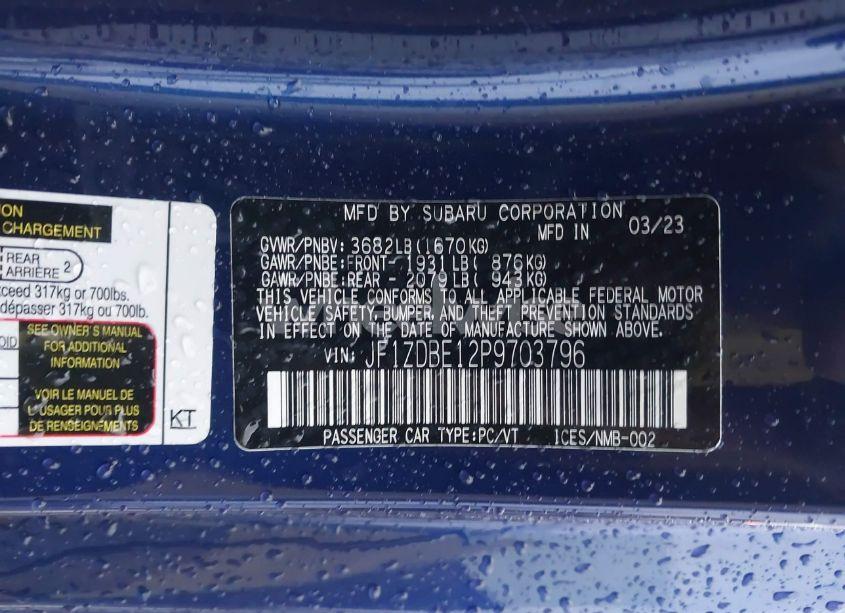 ION
CHARGEMENT
REAR
ARRIÈRE 2
xceed 317kg or 700lbs.
dépasser 317kg ou 700lb.
OID
SEE OWNER'S MANUAL
FOR ADDITIONAL
INFORMATION
VOIR LE MANUEL DE
L'USAGER POUR PLUS
DE RENSEIGNEMENTS
KT
MFD BY SUBARU CORPORATION
MFD IN 03/23
GVWR/PNBV: 3682LB(1670KG)
GAWR/PNBE:FRONT- 1931LB( 876KG)
GAWR/PNBE:REAR - 2079LB( 943KG)
THIS VEHICLE CONFORMS TO ALL APPLICABLE FEDERAL MOTOR
VEHICLE SAFETY, BUMPER, AND THEFT PREVENTION STANDARDS
IN EFFECT ON THE DATE OF MANUFACTURE SHOWN ABOVE.
VIN: JF1ZDBE12P9703796
PASSENGER CAR TYPE:PC/VT ICES/NMB-002